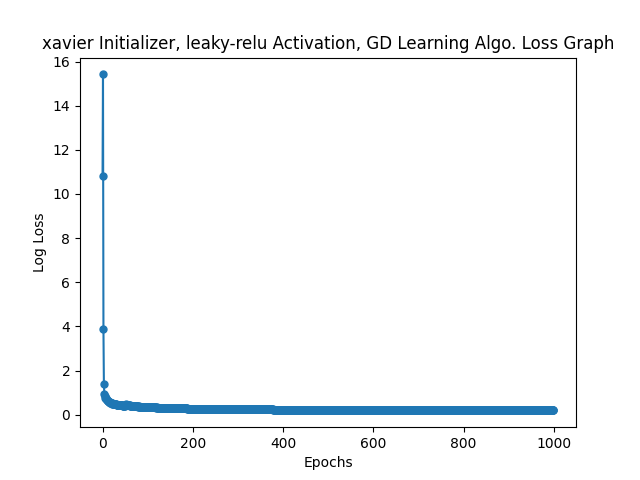 xavier Initializer, leaky-relu Activation, GD Learning Algo. Loss Graph
16
14
12
10
8
6
4
2
0
Log Loss
0 200 400 600 800 1000
Epochs